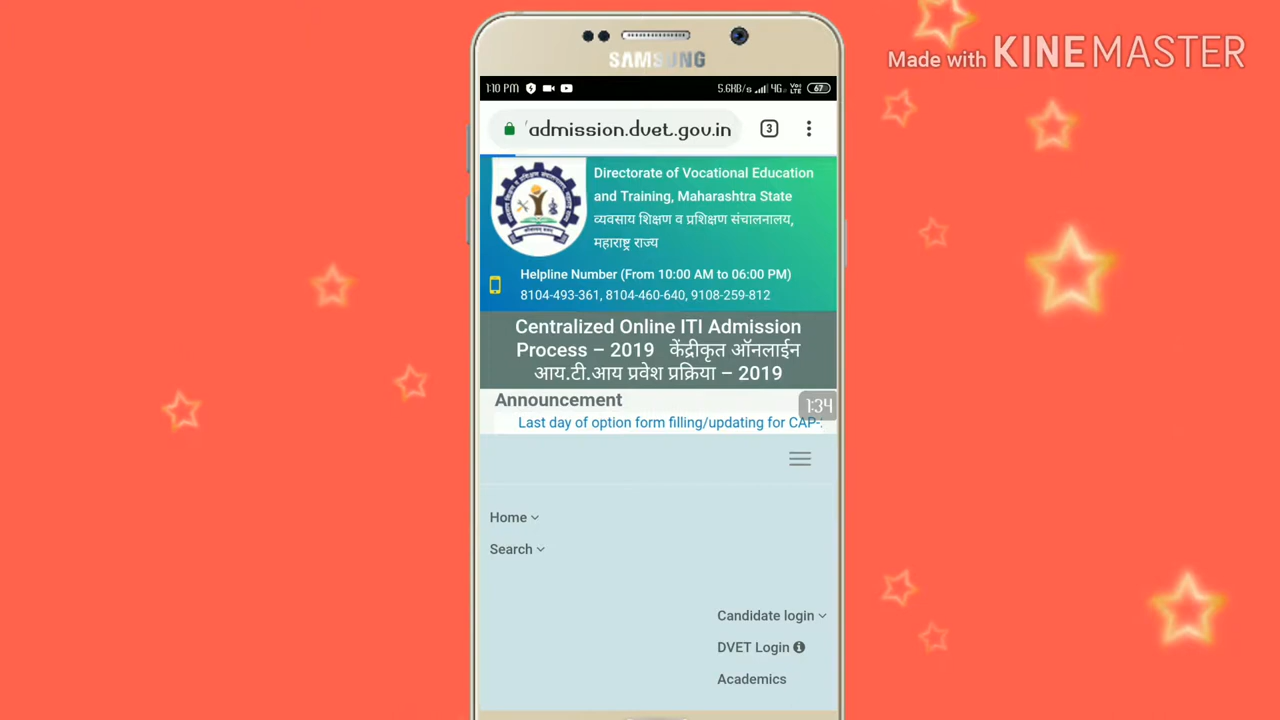 Made with KINEMASTER
SAMSUNG
1:10 PM 5.6KB/s 4G Vo) LTE 67
admission.dvet.gov.in 3
Directorate of Vocational Education
and Training, Maharashtra State
व्यवसाय शिक्षण व प्रशिक्षण संचालनालय,
महाराष्ट्र राज्य
Helpline Number (From 10:00 AM to 06:00 PM)
8104-493-361, 8104-460-640, 9108-259-812
Centralized Online ITI Admission
Process – 2019 केंद्रीकृत ऑनलाईन
आय.टी.आय प्रवेश प्रक्रिया – 2019
Announcement
1:34
Last day of option form filling/updating for CAP-
Home
Search
Candidate login
DVET Login
Academics